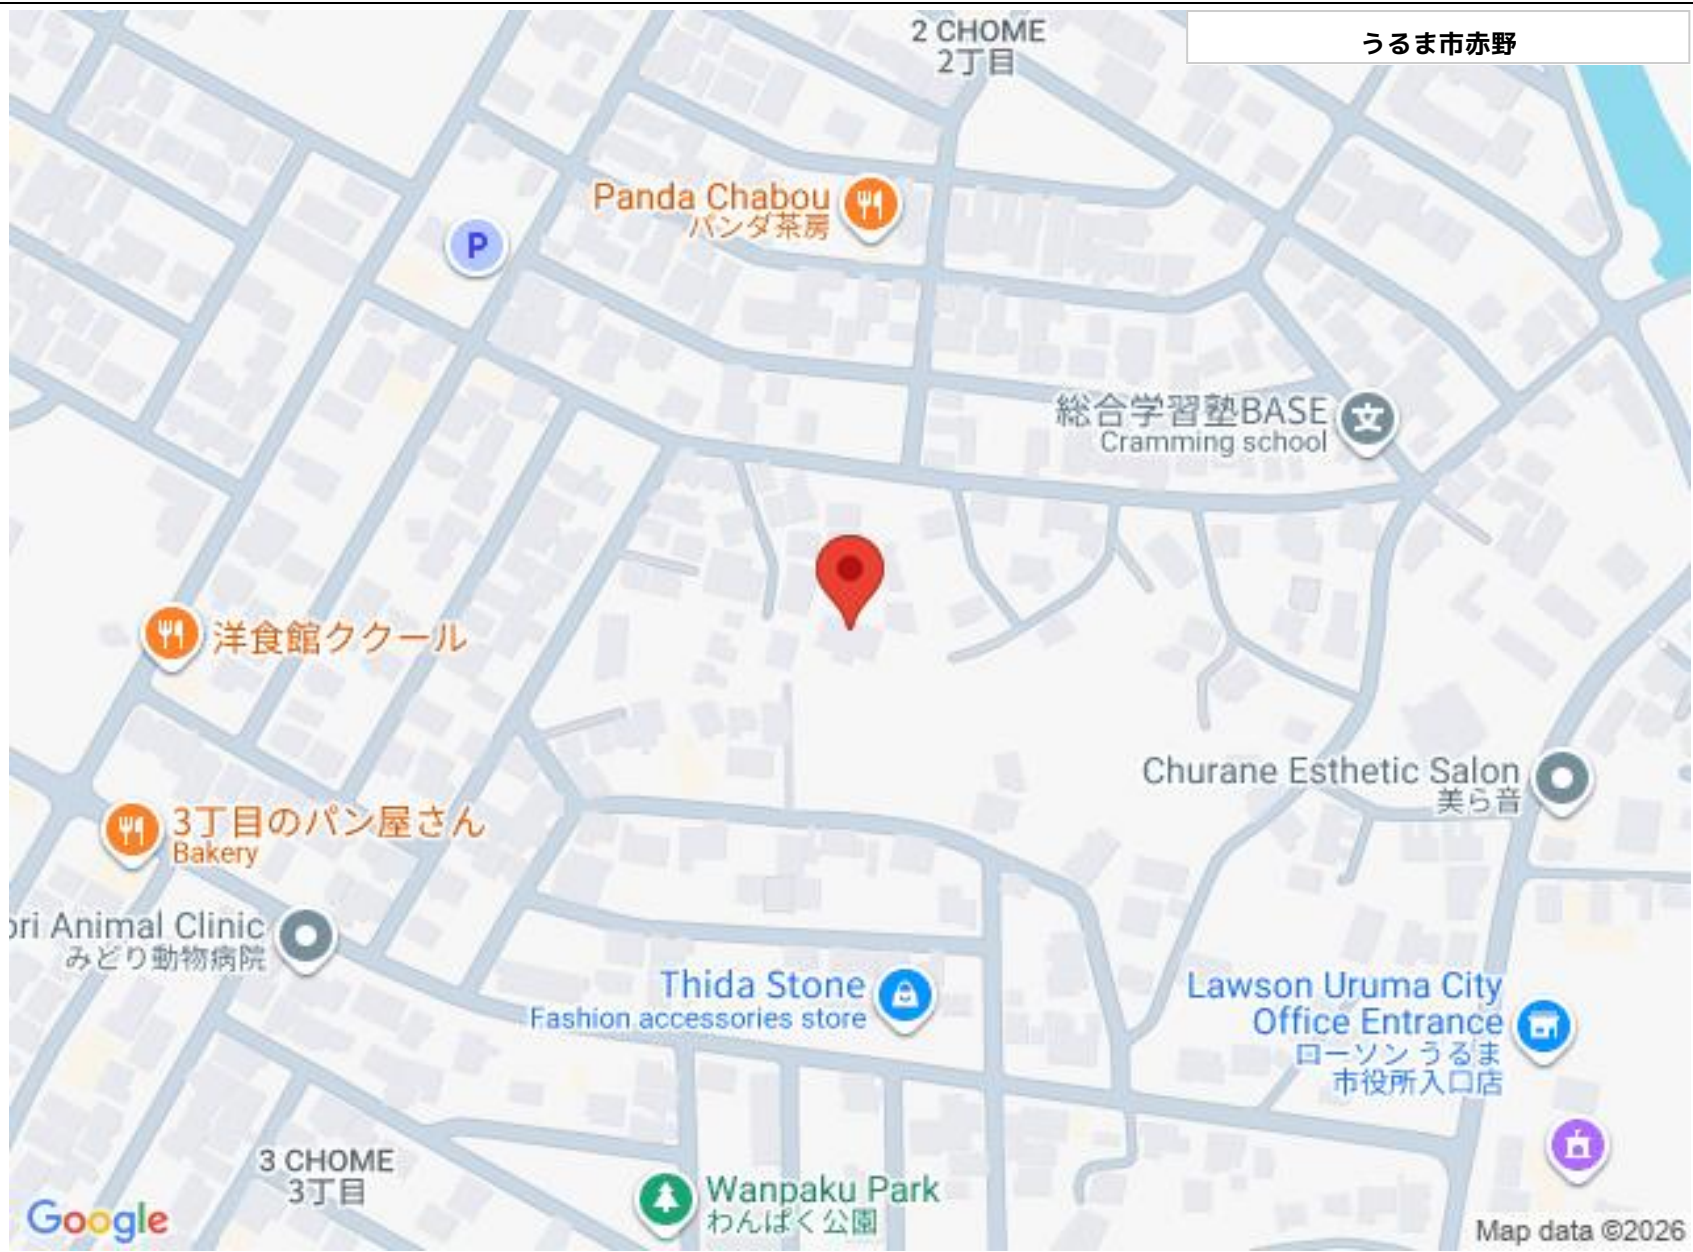 2 CHOME
2丁目
うるま市赤野
Panda Chabou
パンダ茶房
P
総合学習塾BASE
Cramming school
文
洋食館ククール
Churane Esthetic Salon
美ら音
3丁目のパン屋さん
Bakery
ori Animal Clinic
みどり動物病院
Thida Stone
Fashion accessories store
Lawson Uruma City
Office Entrance
ローソン うるま
市役所入口店
3 CHOME
3丁目
Wanpaku Park
わんぱく公園
Google
Map data ©2026